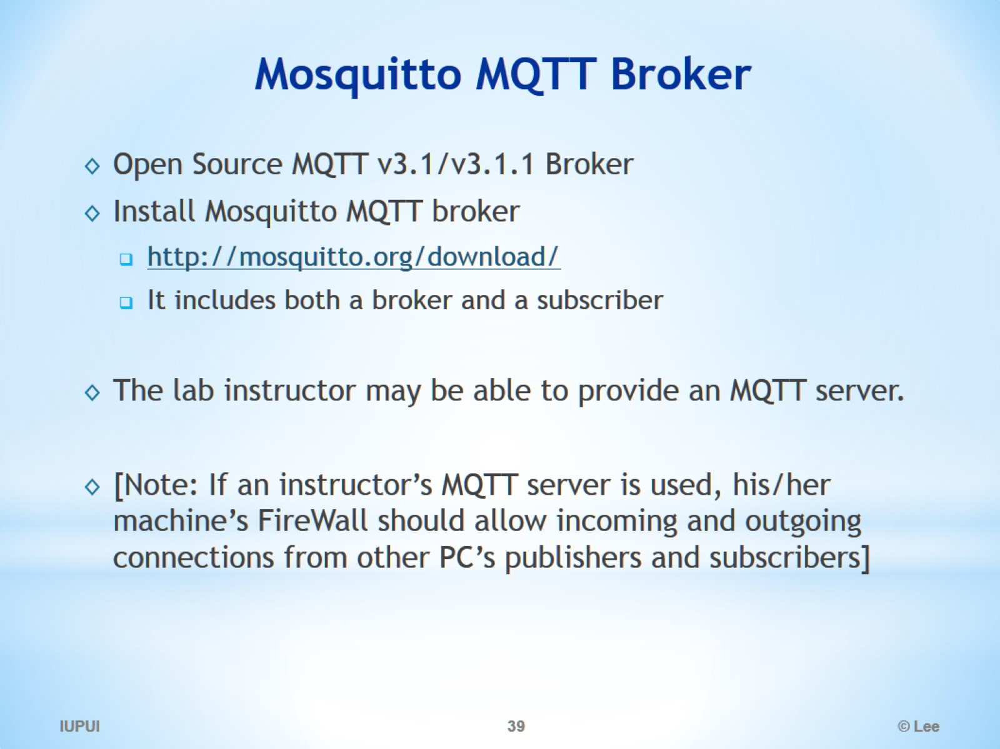 Mosquitto MQTT Broker
Open Source MQTT v3.1/v3.1.1 Broker
Install Mosquitto MQTT broker
http://mosquitto.org/download/
It includes both a broker and a subscriber
The lab instructor may be able to provide an MQTT server.
[Note: If an instructor’s MQTT server is used, his/her
machine’s FireWall should allow incoming and outgoing
connections from other PC’s publishers and subscribers]
IUPUI
39
© Lee